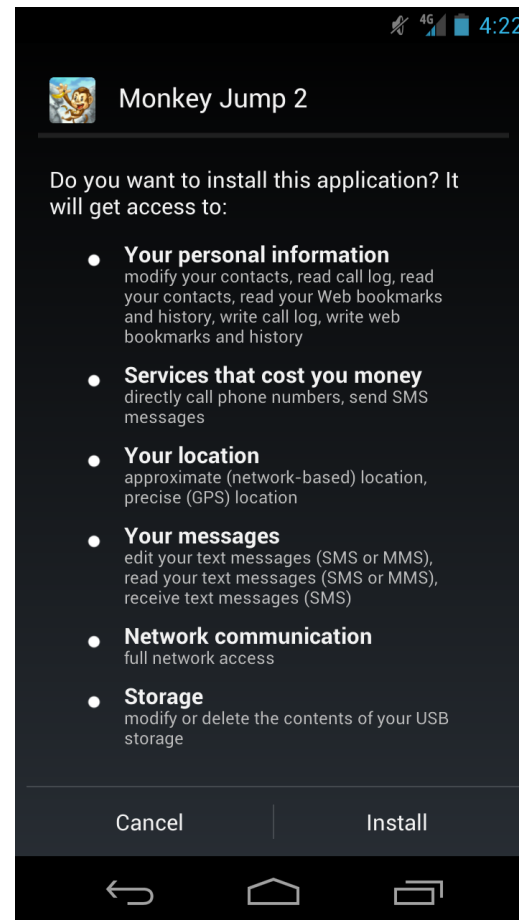 4G 4:22
Monkey Jump 2
Do you want to install this application? It
will get access to:
Your personal information
modify your contacts, read call log, read
your contacts, read your Web bookmarks
and history, write call log, write web
bookmarks and history
Services that cost you money
directly call phone numbers, send SMS
messages
Your location
approximate (network-based) location,
precise (GPS) location
Your messages
edit your text messages (SMS or MMS),
read your text messages (SMS or MMS),
receive text messages (SMS)
Network communication
full network access
Storage
modify or delete the contents of your USB
storage
Cancel Install